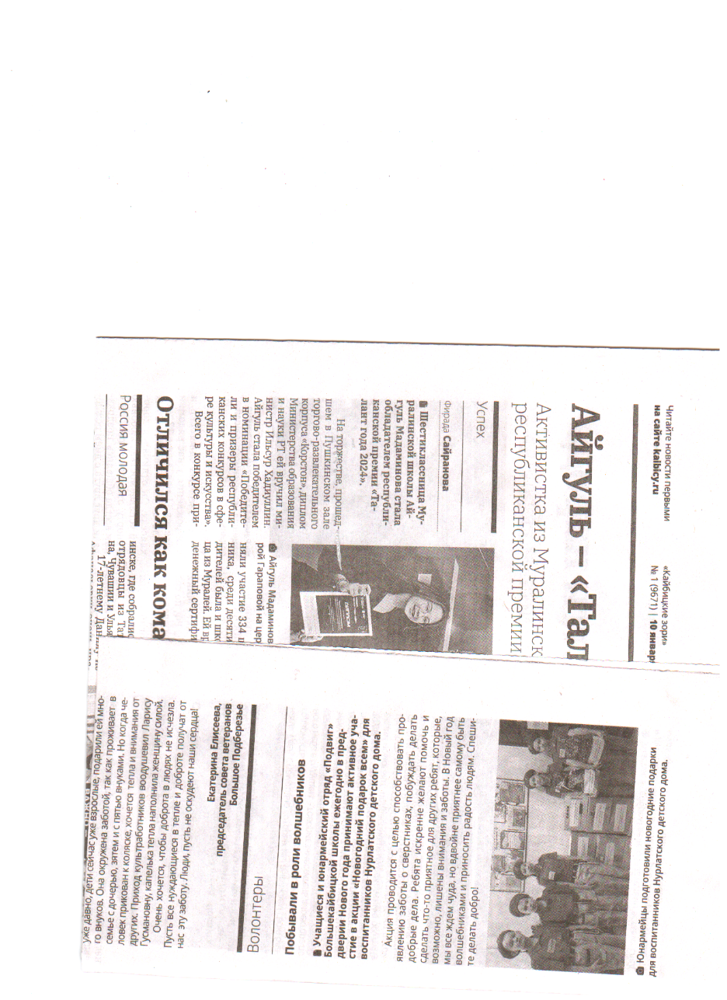 Читайте новости первыми
на сайте kaibicy.ru
«Кайбицкие зори»
№ 1 (9671) | 10 январ
Айгуль – «Тал
Активистка из Муралинск
республиканской премии
Успех
Фирада Сайранова
Шестиклассница Му-
ралинской школы Ай-
гуль Мадаминова стала
обладателем республи-
канской премии «Та-
лант года 2024».
На торжестве, прошед-
шем в Пушкинском зале
торгово-развлекательного
корпуса «Корстон», диплом
Министерства образования
и науки РТ ей вручил ми-
нистр Ильсур Хадиуллин.
Айгуль стала победителем
в номинации «Победите-
ли и призеры республи-
канских конкурсов в сфе-
ре культуры и искусства».
Всего в конкурсе при-
Айгуль Мадаминов
рой Гараповой на цер
няли участие 334 п
ника, среди десяти
дителей была и шко
ца из Муралей. Ей вр
денежный сертифи
Отличился как кома
Россия молодая
17-летнему Данилу
инске, где собралис
отрядовцы из Та
на, Чувашии и Улья
уже давно, дети сейчас уже взрослые, подарили ей мно-
го внуков. Она окружена заботой, так как проживает в
семье с дочерью, зятем и с пятью внуками. Но когда че-
ловек прикован к коляске, хочется тепла и внимания от
других. Приход культработников воодушевил Ларису
Гусмановну, капелька тепла наполнила женщину силой.
Очень хочется, чтобы доброта в людях не исчезла.
Пусть все нуждающиеся в тепле и доброте получат от
нас эту заботу. Люди, пусть не оскудеют наши сердца!
Екатерина Елисеева,
председатель совета ветеранов
Большое Подберезье
Волонтеры
Побывали в роли волшебников
Учащиеся и юнармейский отряд «Подвиг»
Большекайбицкой школы ежегодно в пред-
дверии Нового года принимают активное уча-
стие в акции «Новогодний подарок всем» для
воспитанников Нурлатского детского дома.
Акция проводится с целью способствовать про-
явлению заботы о сверстниках, побуждать делать
добрые дела. Ребята искренне желают помочь и
сделать что-то приятное для других ребят, которые,
возможно, лишены внимания и заботы. В Новый год
мы все ждем чуда, но вдвойне приятнее самому быть
волшебниками и приносить радость людям. Спеши-
те делать добро!
Юнармейцы подготовили новогодние подарки
для воспитанников Нурлатского детского дома.